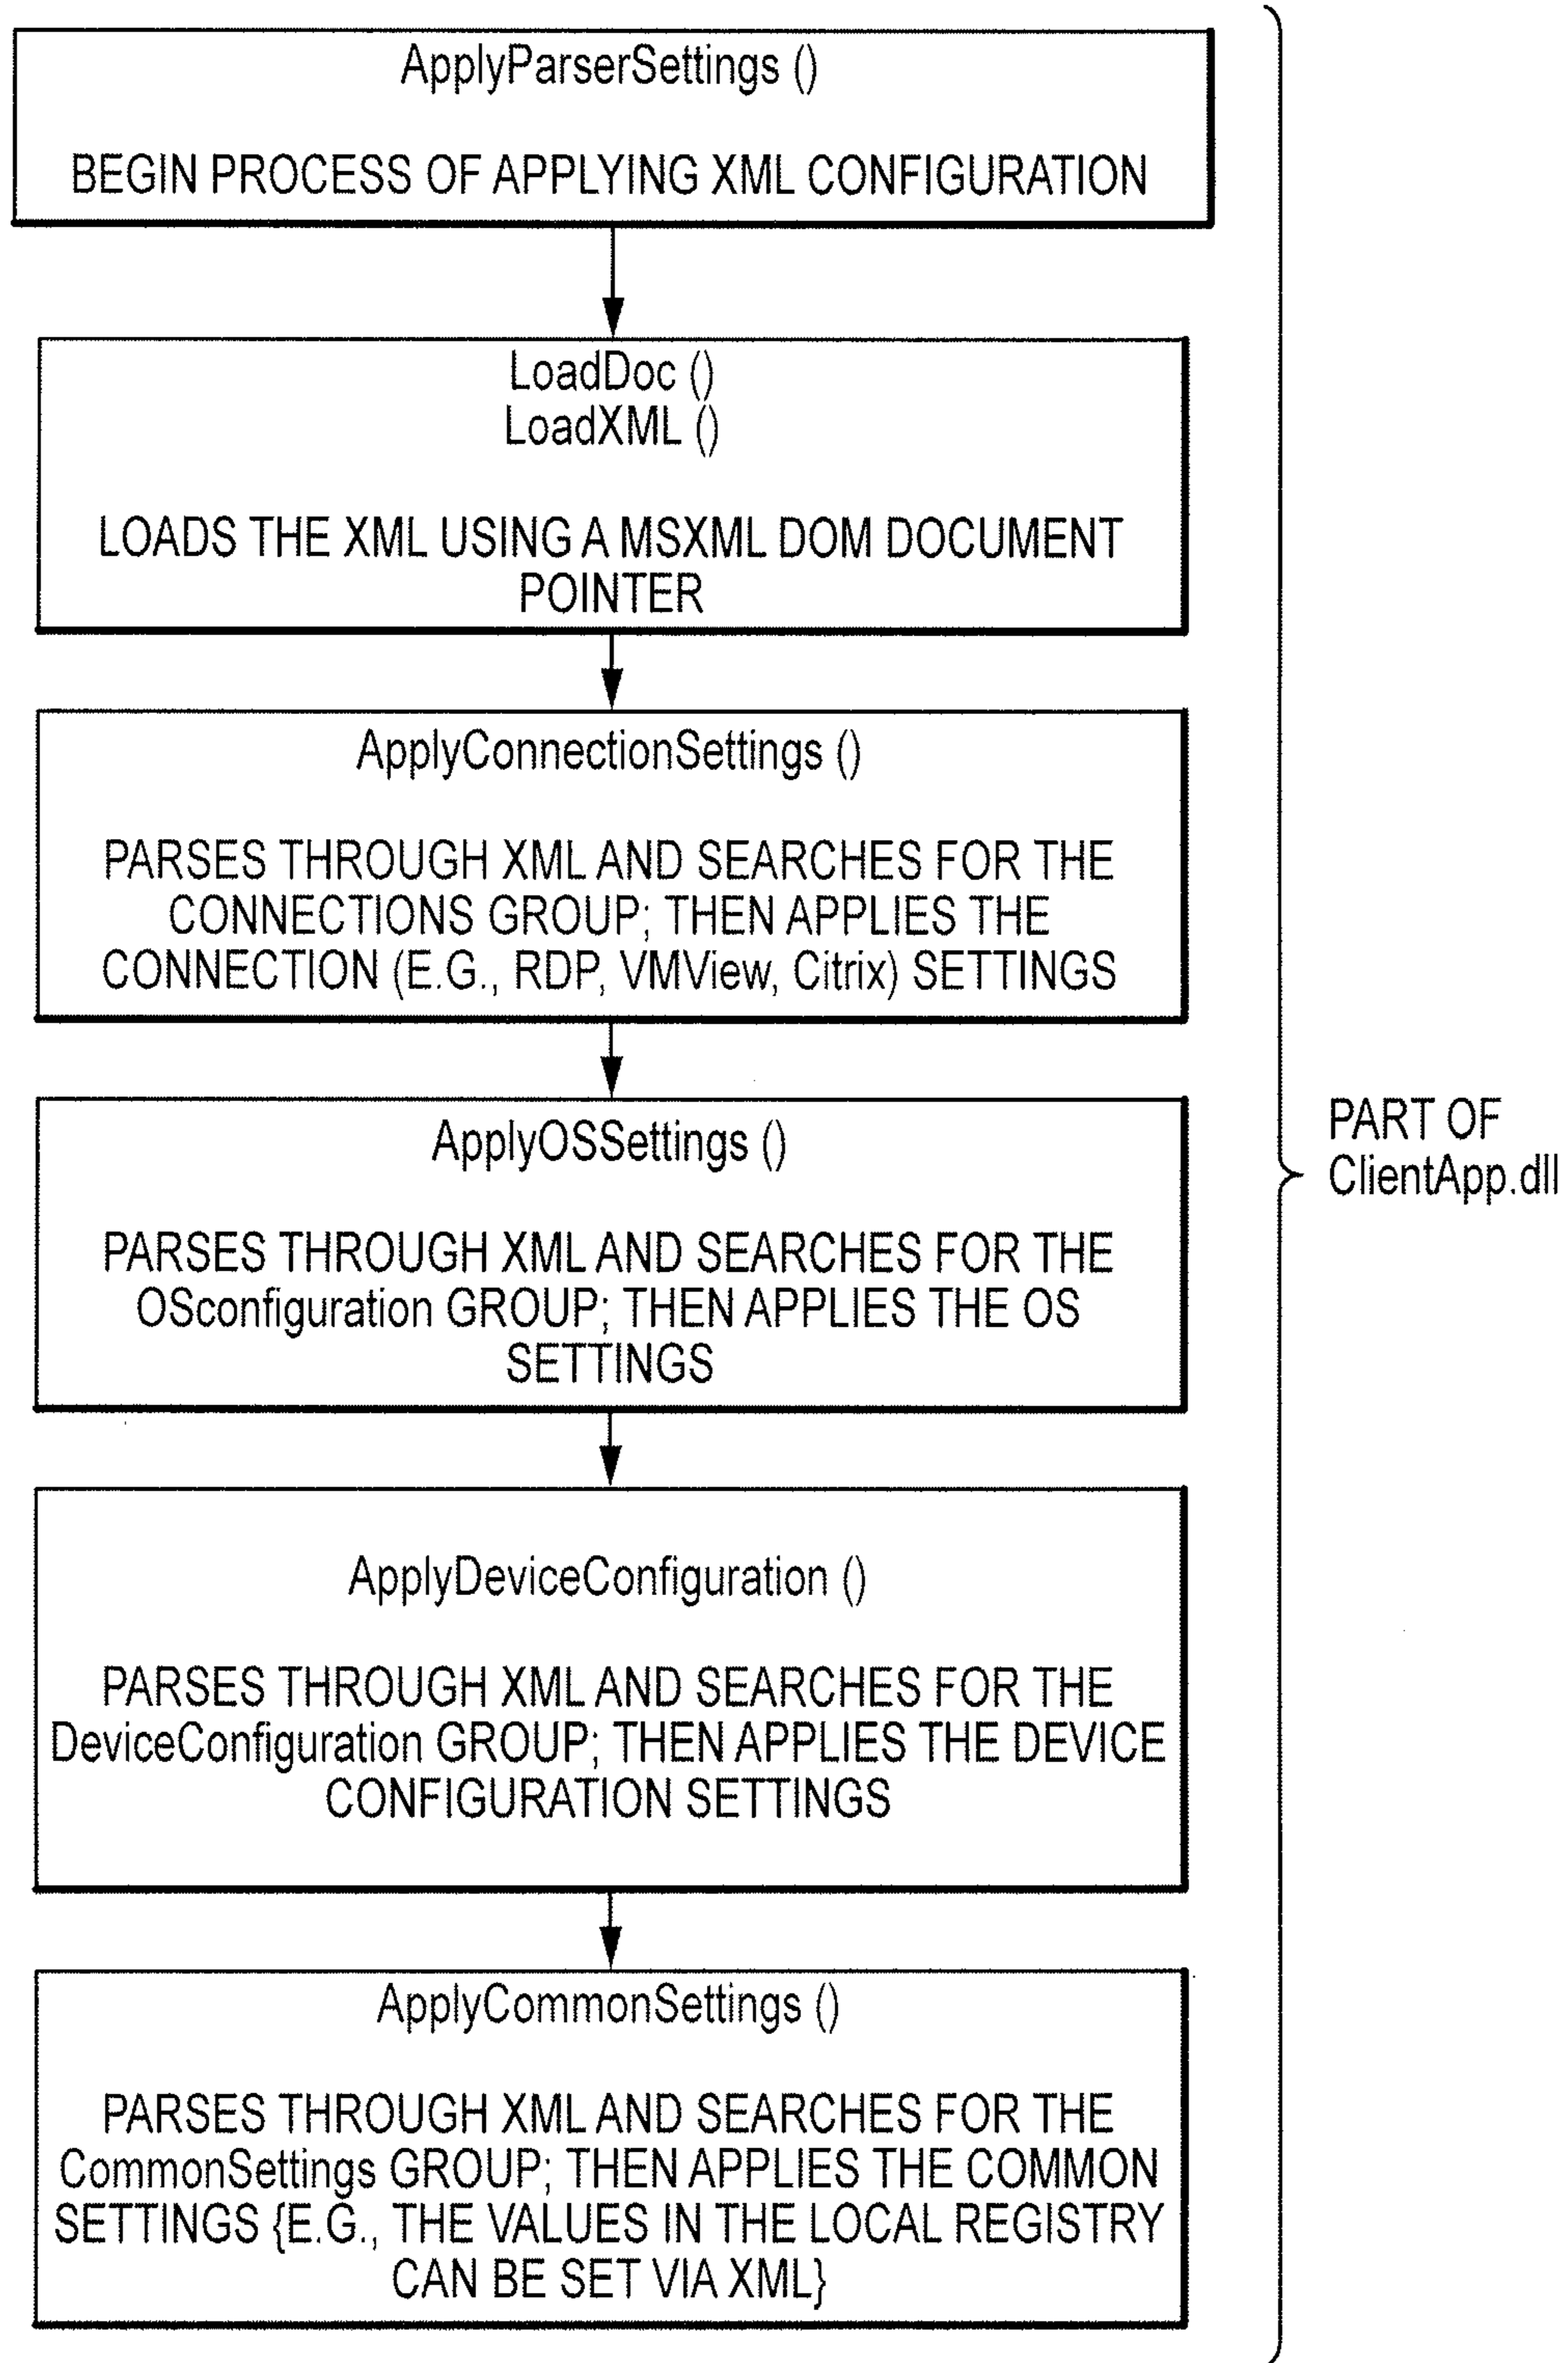 ApplyParserSettings ()
BEGIN PROCESS OF APPLYING XML CONFIGURATION
LoadDoc ()
LoadXML ()
LOADS THE XML USING A MSXML DOM DOCUMENT
POINTER
ApplyConnectionSettings ()
PARSES THROUGH XML AND SEARCHES FOR THE
CONNECTIONS GROUP; THEN APPLIES THE
CONNECTION (E.G., RDP, VMView, Citrix) SETTINGS
ApplyOSSettings ()
PARSES THROUGH XML AND SEARCHES FOR THE
OSconfiguration GROUP; THEN APPLIES THE OS
SETTINGS
ApplyDeviceConfiguration ()
PARSES THROUGH XML AND SEARCHES FOR THE
DeviceConfiguration GROUP; THEN APPLIES THE DEVICE
CONFIGURATION SETTINGS
ApplyCommonSettings ()
PARSES THROUGH XML AND SEARCHES FOR THE
CommonSettings GROUP; THEN APPLIES THE COMMON
SETTINGS {E.G., THE VALUES IN THE LOCAL REGISTRY
CAN BE SET VIA XML}
PART OF
ClientApp.dll